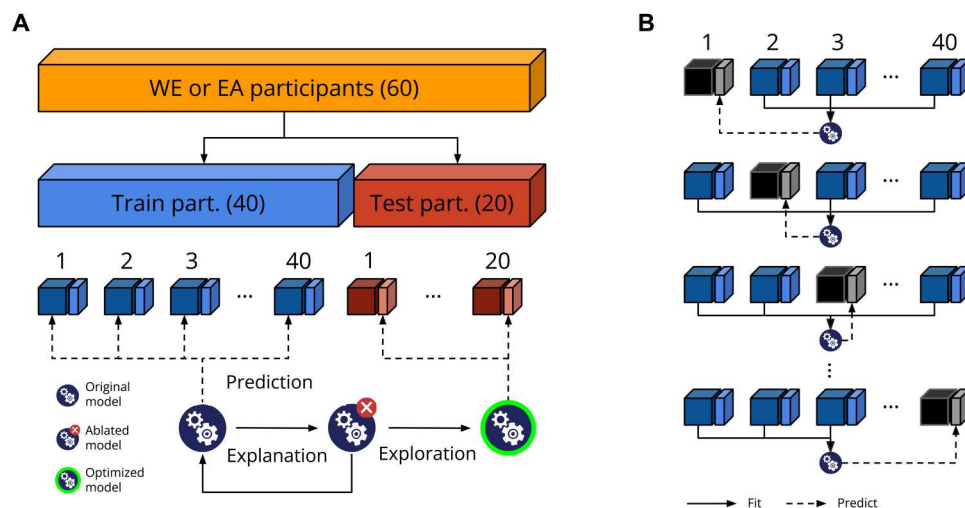 A
WE or EA participants (60)
Train part. (40)
Test part. (20)
1 2 3 40 1 20
... ...
Prediction
Original
model
Ablated
model
Optimized
model
Explanation
Exploration
B
1 2 3 40
...
...
...
...
...
Fit
Predict